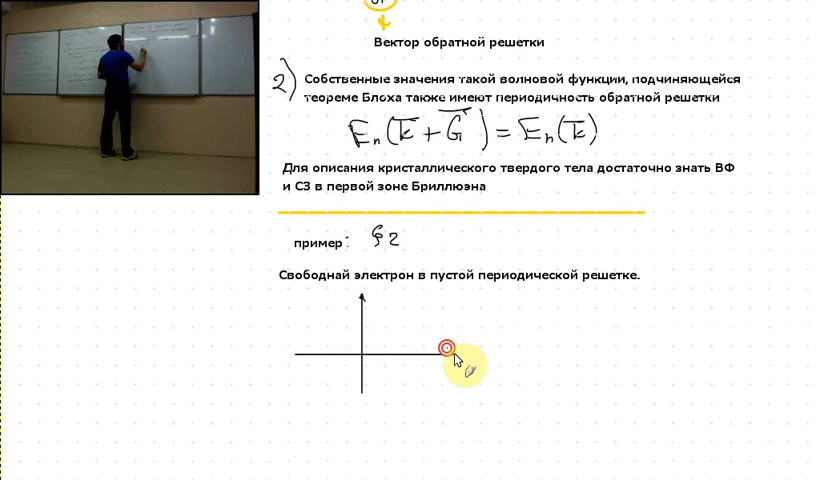 Вектор обратной решетки
2) Собственные значения такой волновой функции, подчиняющейся
теореме Блоха также имеют периодичность обратной решетки
Eₙ(k̅ + G̅) = Eₙ(k̅)
Для описания кристаллического твердого тела достаточно знать ВФ
и СЗ в первой зоне Бриллюэна
пример: § 2
Свободнай электрон в пустой периодической решетке.